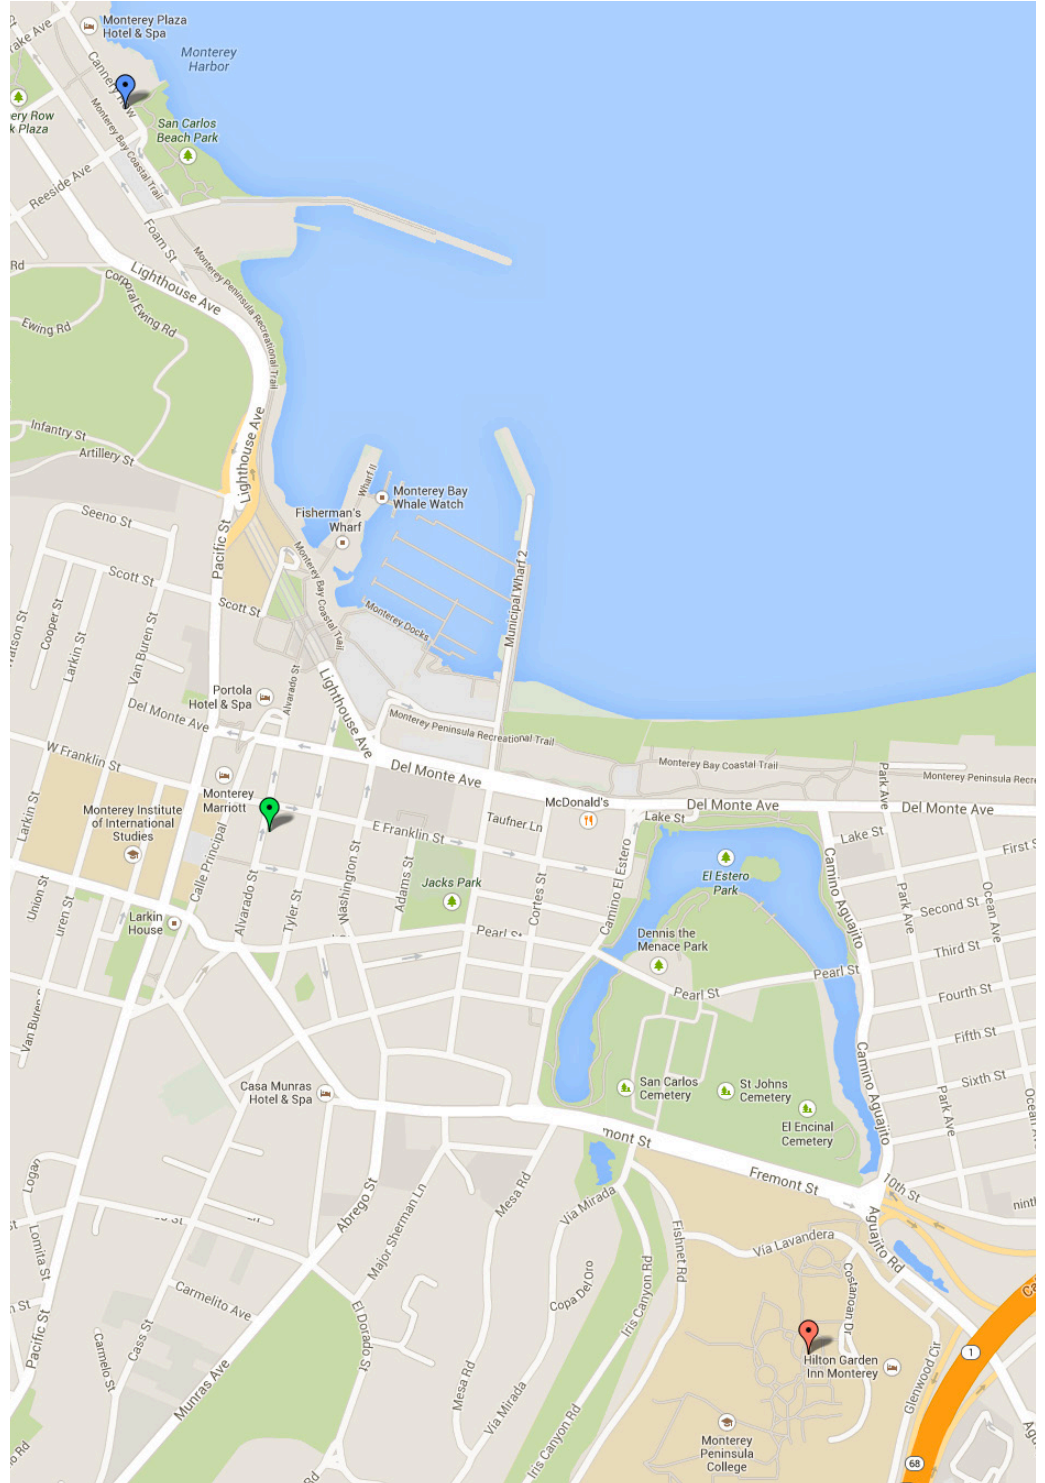 Monterey Plaza
Hotel & Spa
Monterey
Harbor
rake Ave
Cannery Row
ery Row
k Plaza
San Carlos
Beach Park
Monterey Bay Coastal Trail
Reeside Ave
Foam St
Rd
Lighthouse Ave
Corporal Ewing Rd
Ewing Rd
Monterey Peninsula Recreational Trail
Infantry St
Artillery St
Lighthouse Ave
Wharf II
Monterey Bay
Whale Watch
Fisherman's
Wharf
Seeno St
Pacific St
Municipal Wharf 2
Monterey Bay Coastal Trail
Scott St
Scott St
Monterey Docks
Watson St
Cooper St
Larkin St
Van Buren St
Portola
Hotel & Spa
Alvarado St
Lighthouse Ave
Del Monte Ave
Monterey Peninsula Recreational Trail
W Franklin St
Del Monte Ave
Monterey Bay Coastal Trail
Park Ave
Monterey Peninsula Recre
Monterey
Marriott
McDonald's
Del Monte Ave
Del Monte Ave
Larkin St
Monterey Institute
of International
Studies
Calle Principal
E Franklin St
Taufner Ln
Lake St
Lake St
First S
El Estero
Park
Camino El Estero
Camino Aguajito
Union St
uren St
Alvarado St
Tyler St
Washington St
Adams St
Jacks Park
Cortes St
Park Ave
Ocean Ave
Second St
Larkin
House
Pearl St
Dennis the
Menace Park
Third St
Pearl St
Pearl St
Fourth St
Van Buren S
Fifth St
Camino Aguajito
Sixth St
Casa Munras
Hotel & Spa
San Carlos
Cemetery
St Johns
Cemetery
El Encinal
Cemetery
Park Ave
Ocean A
mont St
Fremont St
10th St
nint
Logan
Lomita St
Abrego St
Major Sherman Ln
Mesa Rd
Via Mirada
Fishnet Rd
Via Lavandera
Aguajito Rd
Costanoan Dr
Carmelito Ave
Copa Del Oro
Iris Canyon Rd
n St
Pacific St
Carmelo St
Cass St
El Dorado St
Munras Ave
Mesa Rd
Via Mirada
Hilton Garden
Inn Monterey
Glenwood Cir
1
Ca
Monterey
Peninsula
College
Iris Canyon Rd
68
Rd